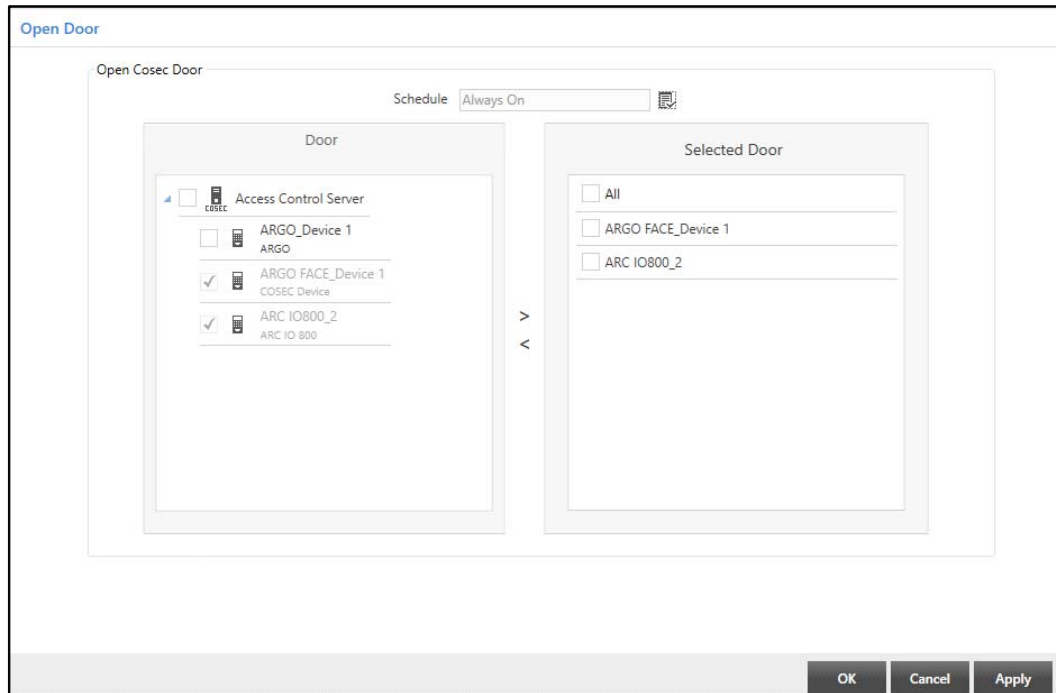 Open Door
Open Cosec Door
Schedule Always On
Door
COSEC Access Control Server
ARGO_Device 1
ARGO
ARGO FACE_Device 1
COSEC Device
ARC IO800_2
ARC IO 800
>
<
Selected Door
All
ARGO FACE_Device 1
ARC IO800_2
OK Cancel Apply